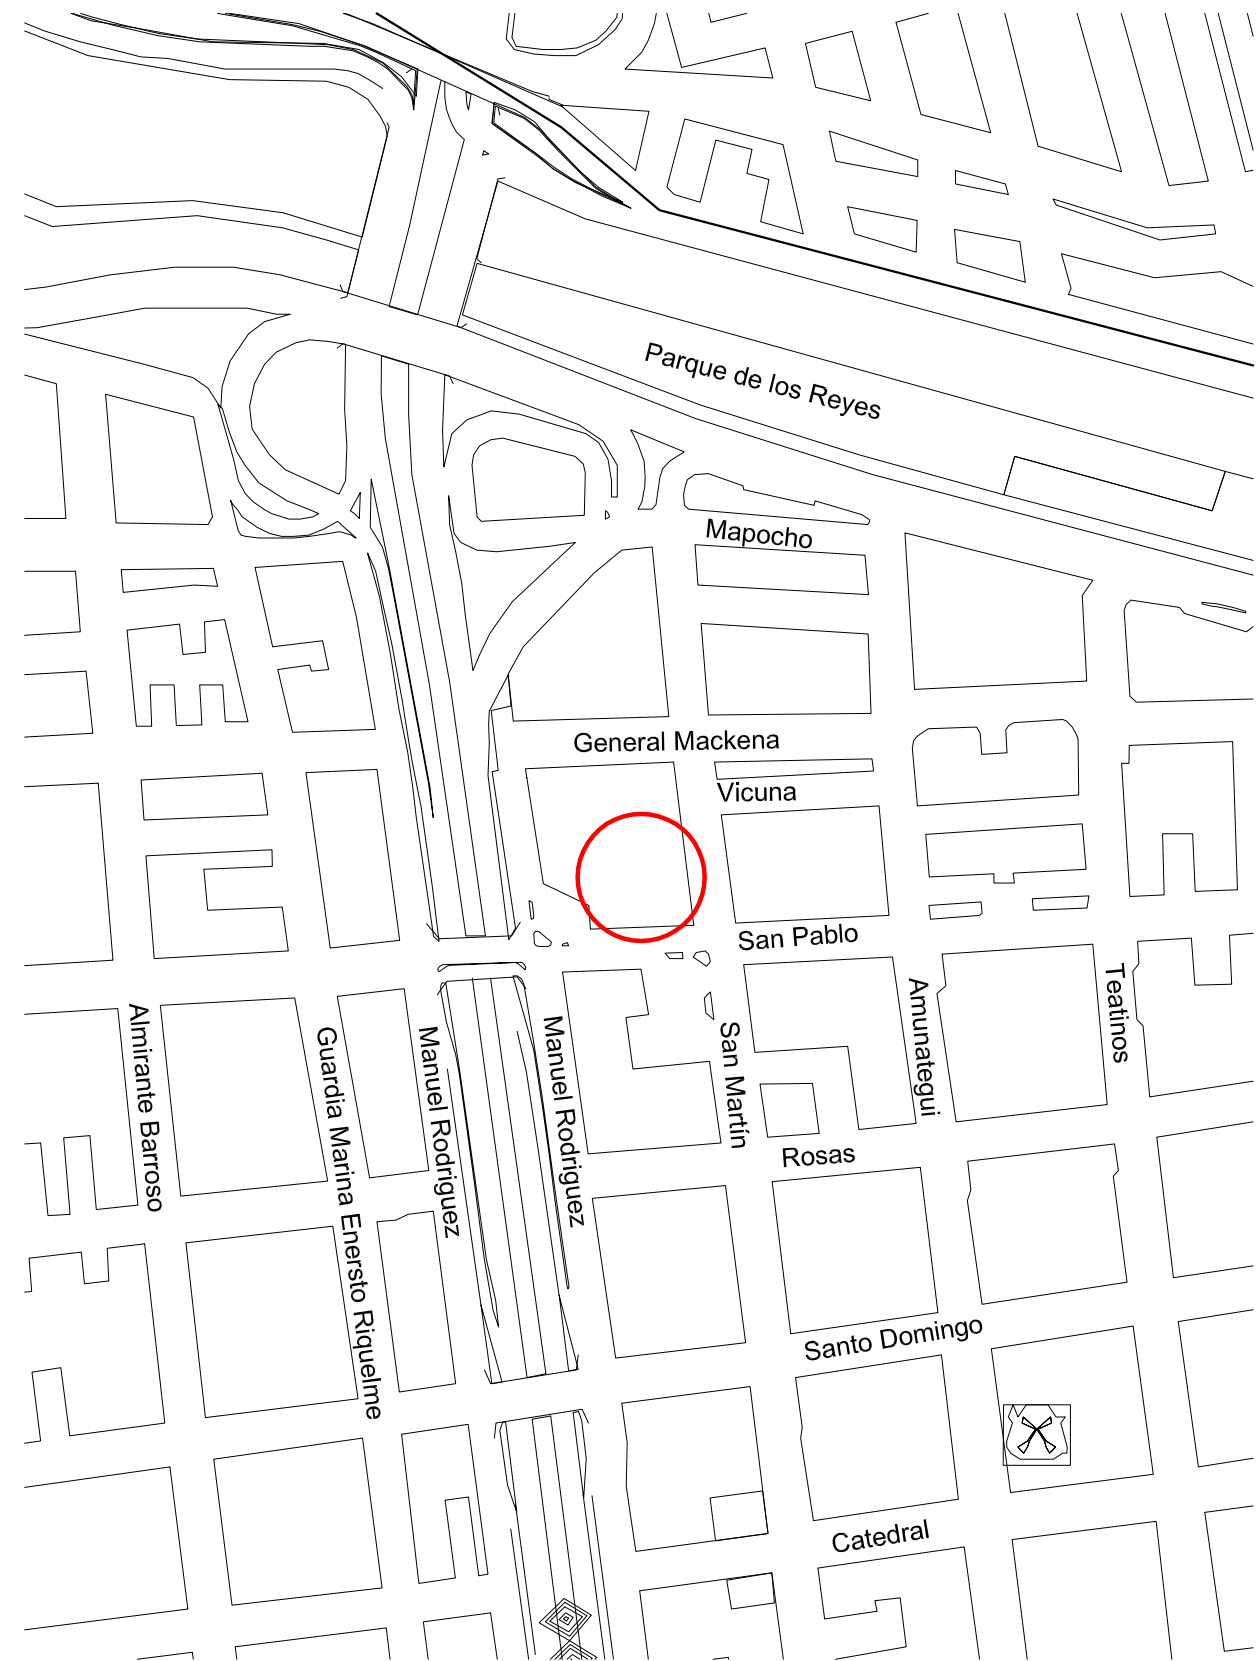 Parque de los Reyes
Mapocho
General Mackena
Vicuna
San Pablo
Almirante Barroso
Guardia Marina Enersto Riquelme
Manuel Rodriguez
Manuel Rodriguez
San Martín
Amunategui
Teatinos
Rosas
Santo Domingo
Catedral